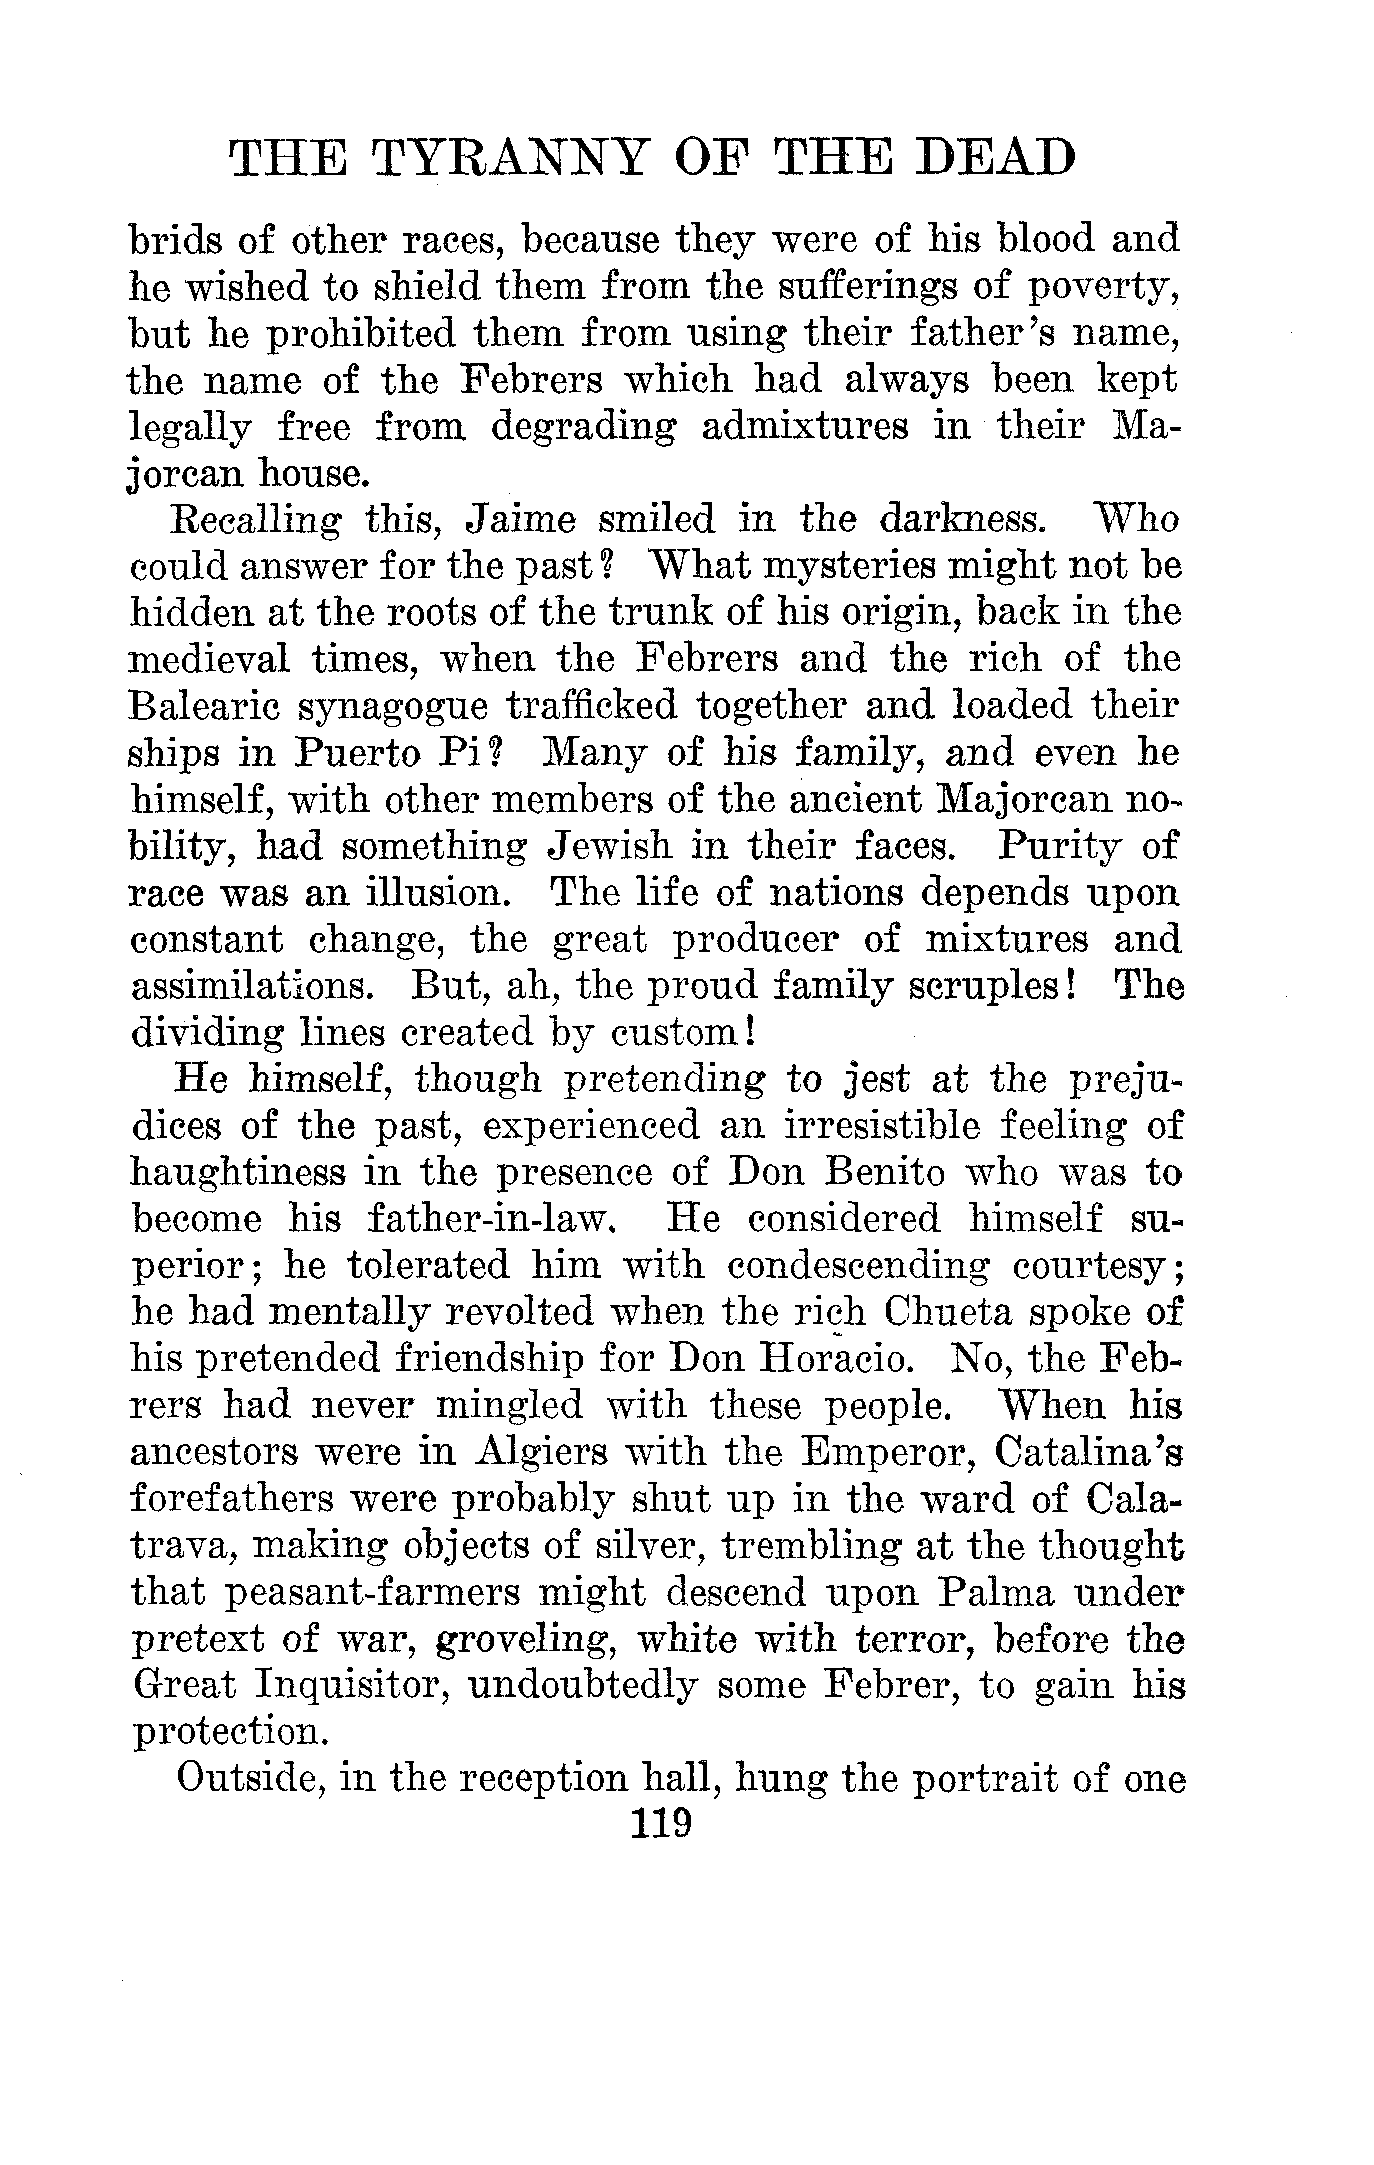 THE TYRANNY OF THE DEAD
brids of other races, because they were of his blood and
he wished to shield them from the sufferings of poverty,
but he prohibited them from using their father's name,
the name of the Febrers which had always been kept
legally free from degrading admixtures in their Ma-
jorcan house.
Recalling this, Jaime smiled in the darkness. Who
could answer for the past? What mysteries might not be
hidden at the roots of the trunk of his origin, back in the
medieval times, when the Febrers and the rich of the
Balearic synagogue trafficked together and loaded their
ships in Puerto Pi? Many of his family, and even he
himself, with other members of the ancient Majorcan no-
bility, had something Jewish in their faces. Purity of
race was an illusion. The life of nations depends upon
constant change, the great producer of mixtures and
assimilations. But, ah, the proud family scruples! The
dividing lines created by custom!
He himself, though pretending to jest at the preju-
dices of the past, experienced an irresistible feeling of
haughtiness in the presence of Don Benito who was to
become his father-in-law. He considered himself su-
perior; he tolerated him with condescending courtesy;
he had mentally revolted when the rich Chueta spoke of
his pretended friendship for Don Horacio. No, the Feb-
rers had never mingled with these people. When his
ancestors were in Algiers with the Emperor, Catalina's
forefathers were probably shut up in the ward of Cala-
trava, making objects of silver, trembling at the thought
that peasant-farmers might descend upon Palma under
pretext of war, groveling, white with terror, before the
Great Inquisitor, undoubtedly some Febrer, to gain his
protection.
Outside, in the reception hall, hung the portrait of one
119